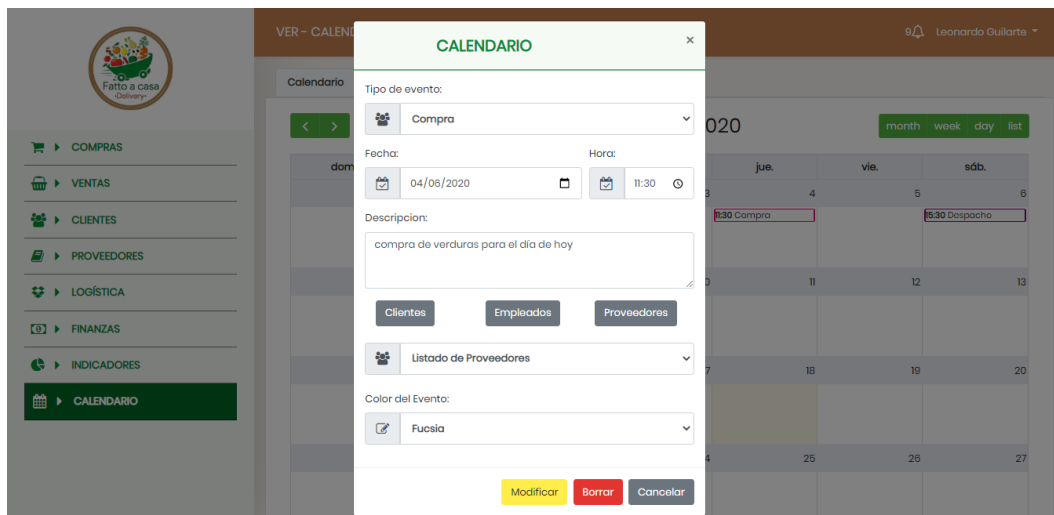 Fatto a casa
•Delivery•
COMPRAS
VENTAS
CLIENTES
PROVEEDORES
LOGÍSTICA
FINANZAS
INDICADORES
CALENDARIO
VER - CALEND
9
Leonardo Guilarte
Calendario
CALENDARIO
×
Tipo de evento:
Compra
Fecha:
Hora:
04/06/2020
11:30
Descripcion:
compra de verduras para el día de hoy
Clientes
Empleados
Proveedores
Listado de Proveedores
Color del Evento:
Fucsia
Modificar
Borrar
Cancelar
020
month
week
day
list
dom
jue.
vie.
sáb.
3
4
5
6
11:30 Compra
15:30 Despacho
0
11
12
13
7
18
19
20
4
25
26
27